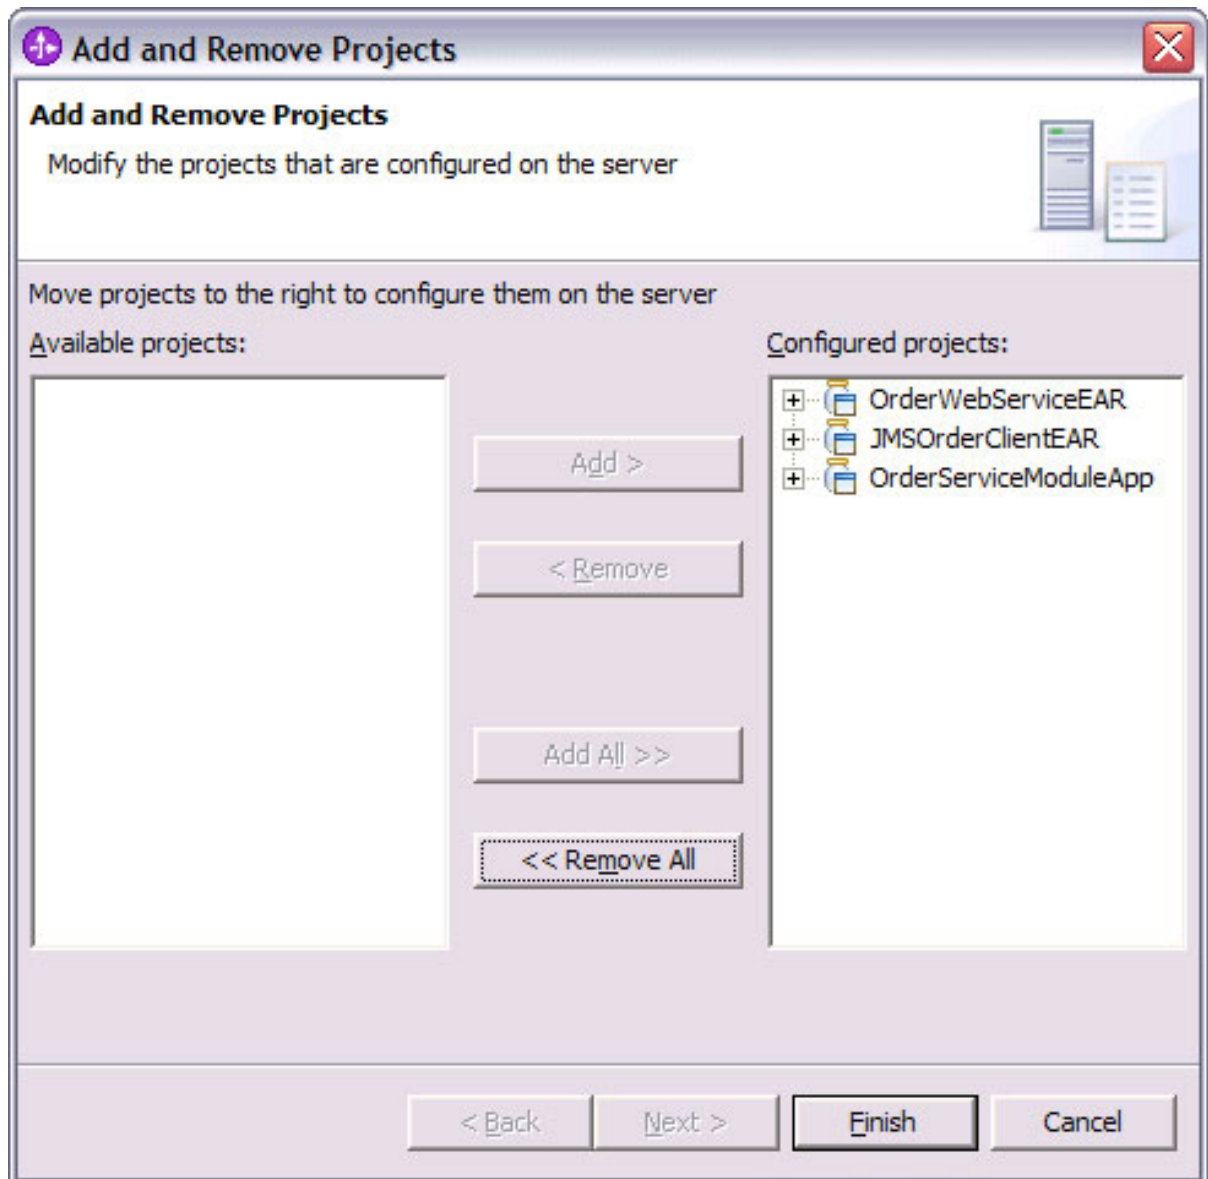 Add and Remove Projects
Add and Remove Projects
Modify the projects that are configured on the server
Move projects to the right to configure them on the server
Available projects:
Configured projects:
OrderWebServiceEAR
JMSOrderClientEAR
OrderServiceModuleApp
Add >
< Remove
Add All >>
<< Remove All
< Back
Next >
Finish
Cancel